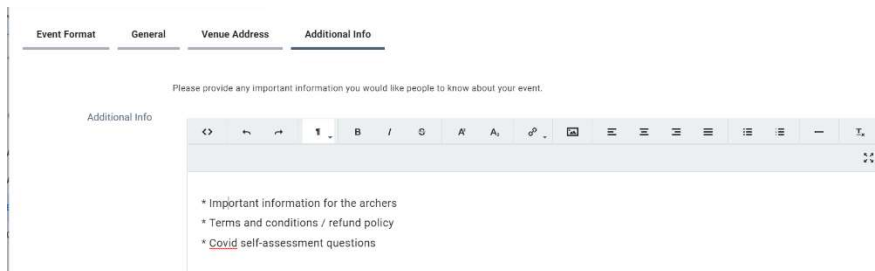 Event Format General Venue Address Additional Info
Please provide any important information you would like people to know about your event.
Additional Info
* Important information for the archers
* Terms and conditions / refund policy
* Covid self-assessment questions